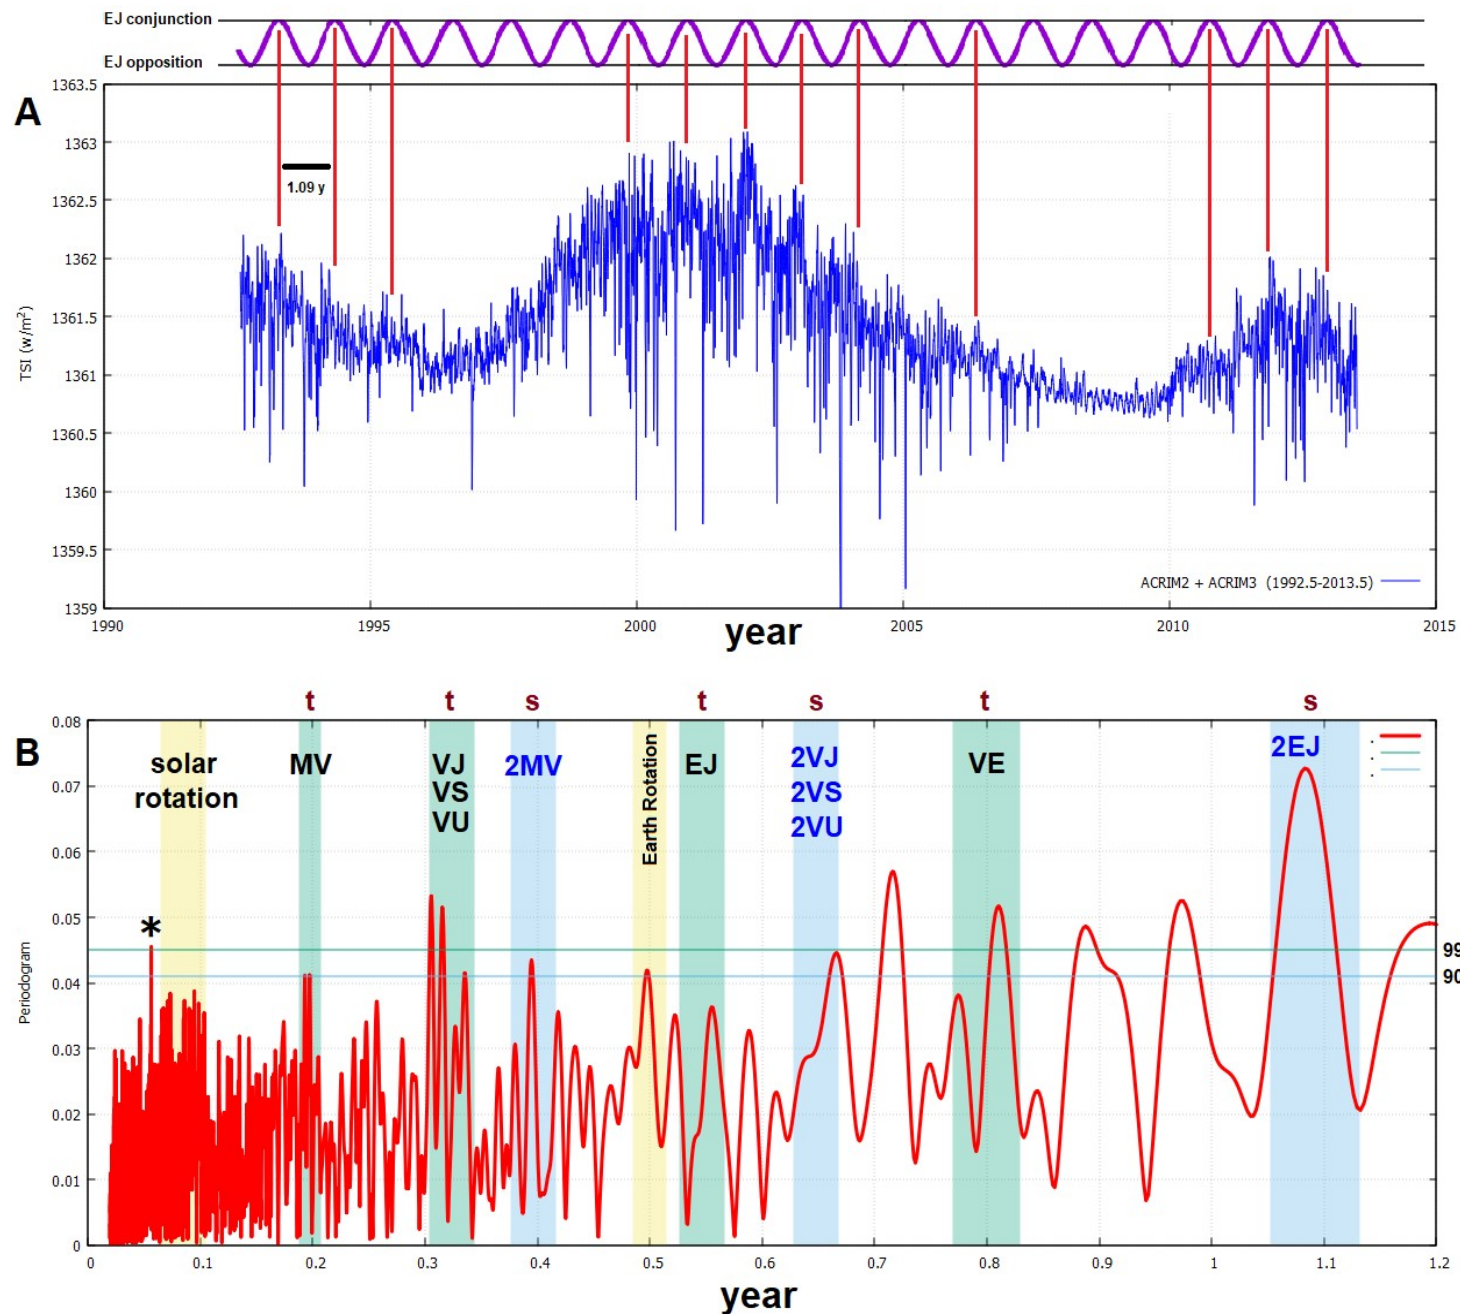 EJ conjunction
EJ opposition
A
1363.5
1363
1362.5
1362
1361.5
1361
1360.5
1360
1359.5
1359
TSI (w/m²)
1.09 y
ACRIM2 + ACRIM3 (1992.5-2013.5)
1990 1995 2000 2005 2010 2015
year
t t s t s t s
B
0.08
0.07
0.06
0.05
0.04
0.03
0.02
0.01
0
Periodogram
solar
rotation
*
MV
VJ
VS
VU
2MV
Earth Rotation
EJ
2VJ
2VS
2VU
VE
2EJ
99
90
0 0.1 0.2 0.3 0.4 0.5 0.6 0.7 0.8 0.9 1 1.1 1.2
year